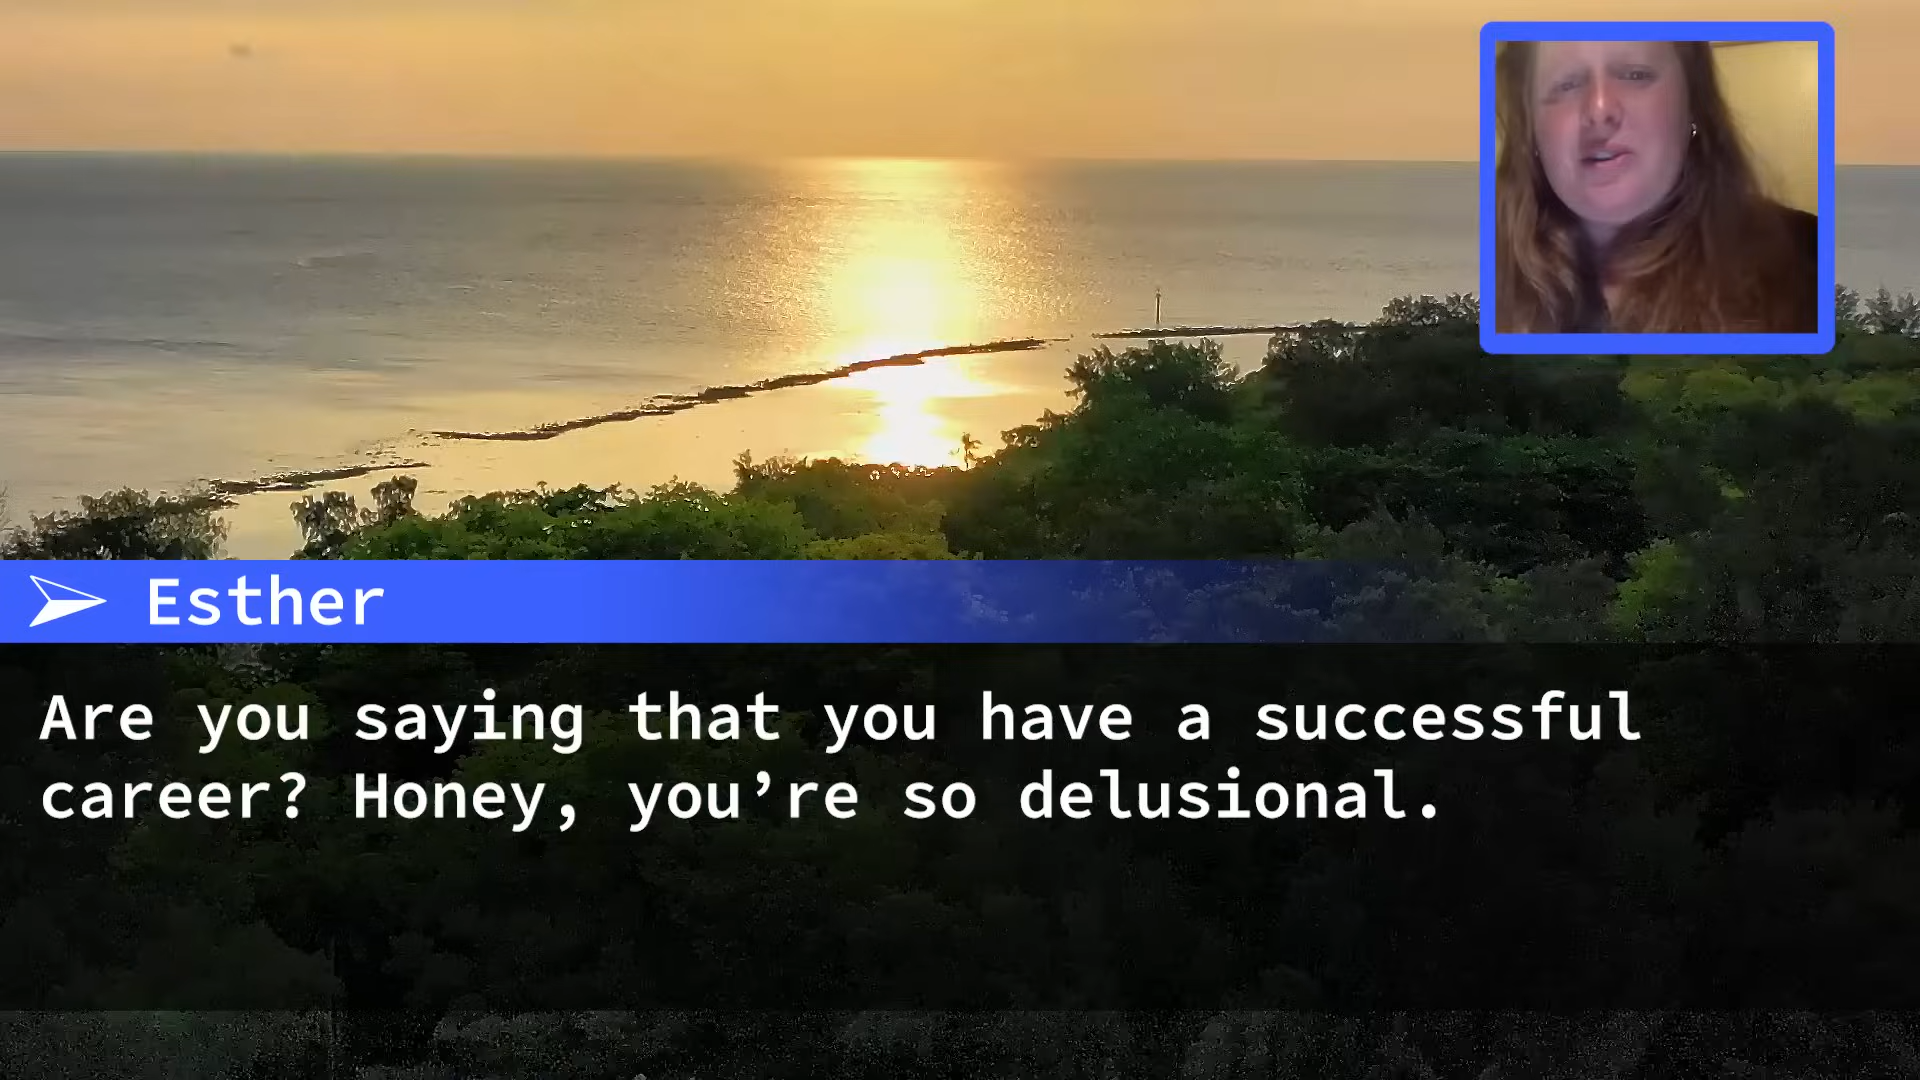 Esther
Are you saying that you have a successful
career? Honey, you’re so delusional.